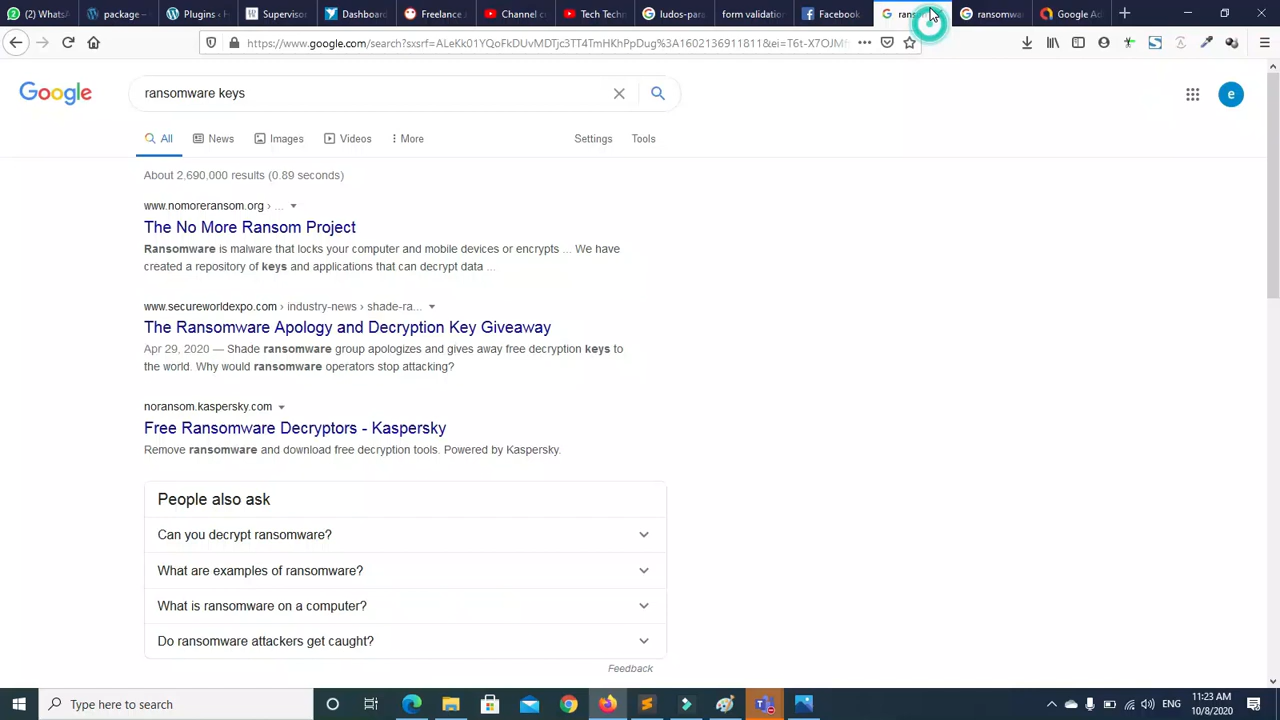 (2) WhatsA
package –
Plugins ‹
Supervisor
Dashboard
Freelance a
Channel c
Tech Techn
ludos-para
form validation
Facebook
rans
ransomware
Google Ad
https://www.google.com/search?sxsrf=ALeKk01YQoFkDUvMDTjc3TT4TmHKhPpDug%3A1602136911811&ei=T6t-X7OJM
Google
ransomware keys
e
All
News
Images
Videos
More
Settings
Tools
About 2,690,000 results (0.89 seconds)
www.nomoreransom.org › ...
The No More Ransom Project
Ransomware is malware that locks your computer and mobile devices or encrypts ... We have
created a repository of keys and applications that can decrypt data ...
www.secureworldexpo.com › industry-news › shade-ra...
The Ransomware Apology and Decryption Key Giveaway
Apr 29, 2020 — Shade ransomware group apologizes and gives away free decryption keys to
the world. Why would ransomware operators stop attacking?
noransom.kaspersky.com
Free Ransomware Decryptors - Kaspersky
Remove ransomware and download free decryption tools. Powered by Kaspersky.
People also ask
Can you decrypt ransomware?
What are examples of ransomware?
What is ransomware on a computer?
Do ransomware attackers get caught?
Feedback
Type here to search
11:23 AM
10/8/2020